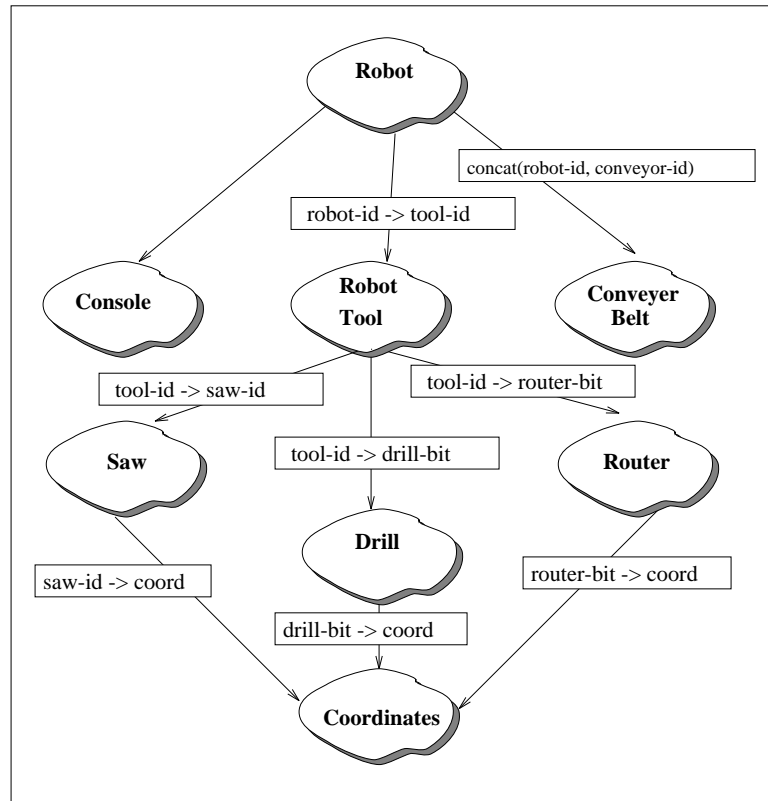 Robot
concat(robot-id, conveyor-id)
robot-id -> tool-id
Console
Robot
Tool
Conveyer
Belt
tool-id -> saw-id
tool-id -> router-bit
Saw
tool-id -> drill-bit
Router
Drill
saw-id -> coord
router-bit -> coord
drill-bit -> coord
Coordinates